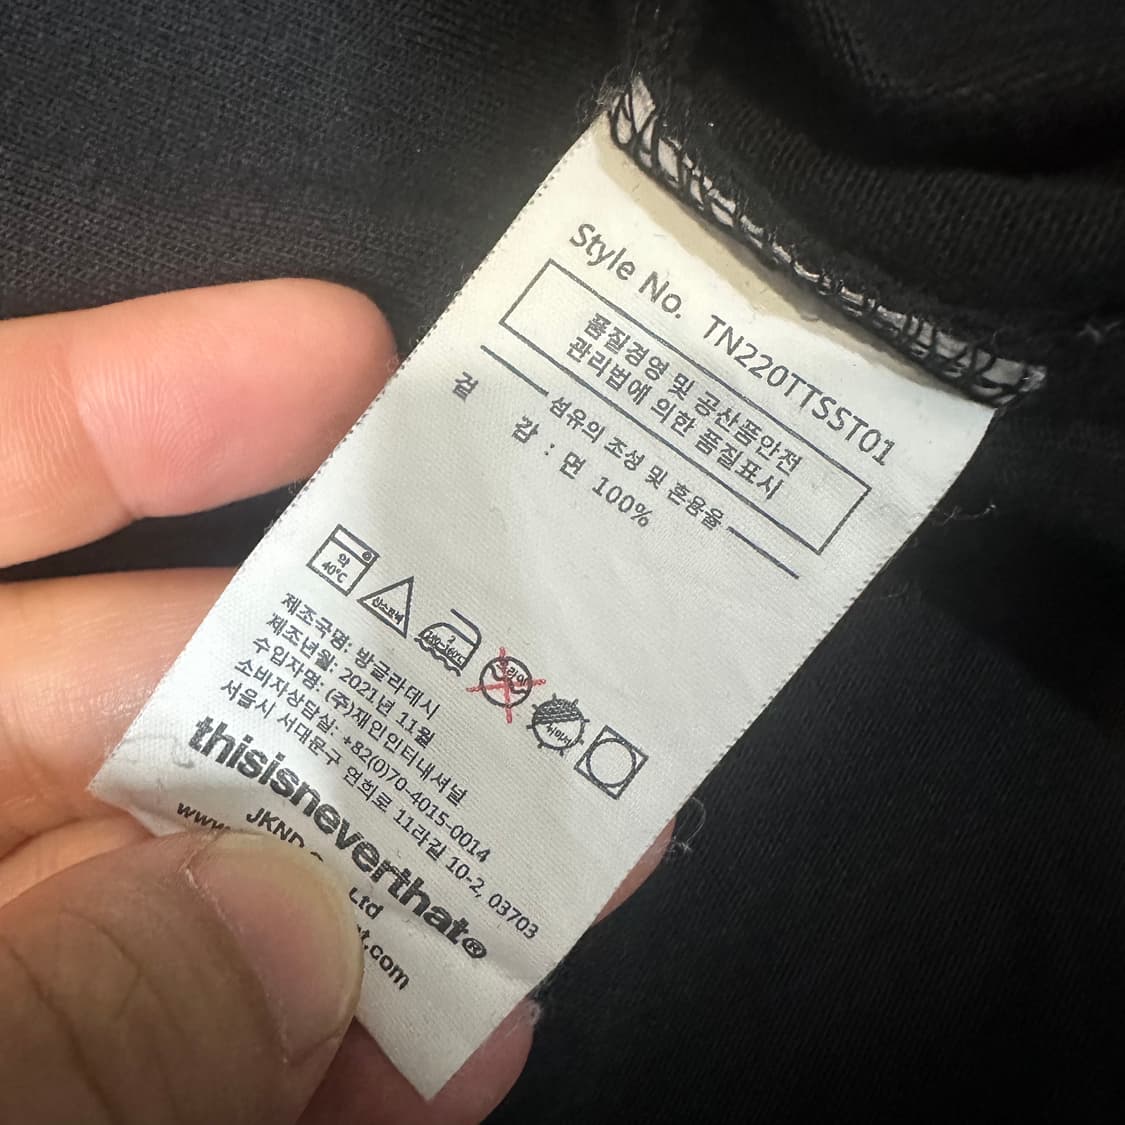 Style No. TN220TTSST01
품질경영 및 공산품안전
관리법에 의한 품질표시
섬유의 조성 및 혼용율
겉 감 : 면 100%
약 40℃
산소표백
2
180~160℃
드라이
뉘어서
제조국명: 방글라데시
제조년월: 2021년 11월
수입자명: (주)재인인터내셔널
소비자상담실: +82(0)70-4015-0014
서울시 서대문구 연희로 11라길 10-2, 03703
thisisneverthat®
JKND Ltd
www .com